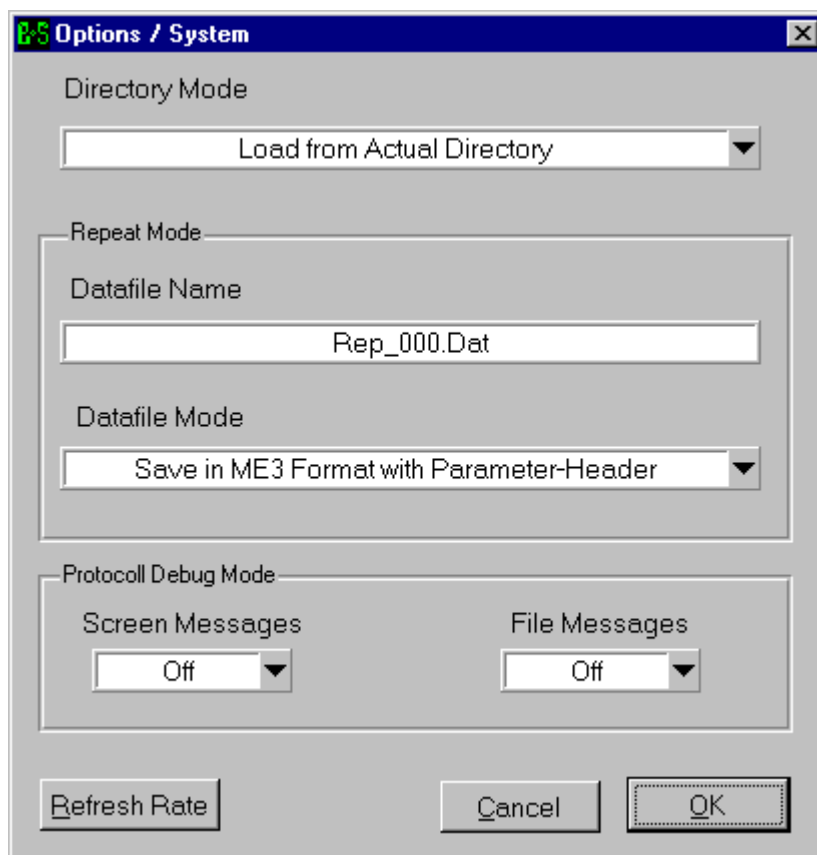 B+S Options / System
Directory Mode
Load from Actual Directory
Repeat Mode
Datafile Name
Rep_000.Dat
Datafile Mode
Save in ME3 Format with Parameter-Header
Protocoll Debug Mode
Screen Messages File Messages
Off Off
Refresh Rate Cancel OK